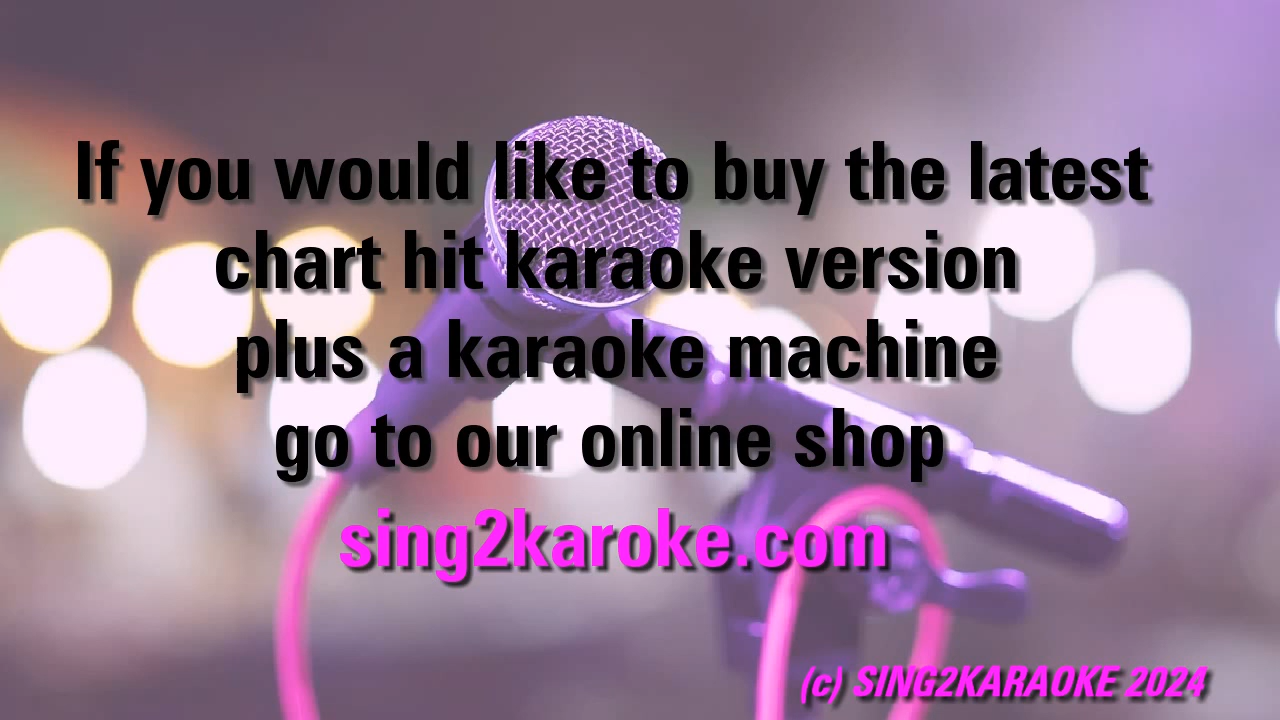 If you would like to buy the latest
chart hit karaoke version
plus a karaoke machine
go to our online shop
sing2karoke.com
(c) SING2KARAOKE 2024